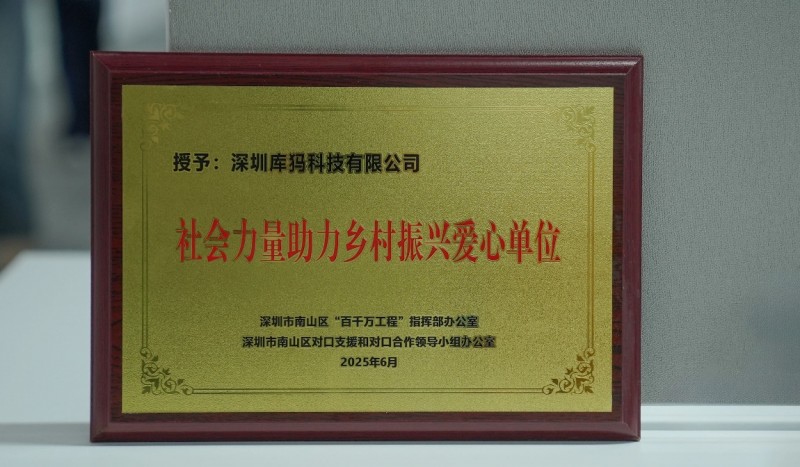 授予：深圳库犸科技有限公司
社会力量助力乡村振兴爱心单位
深圳市南山区“百千万工程”指挥部办公室
深圳市南山区对口支援和对口合作领导小组办公室
2025年6月